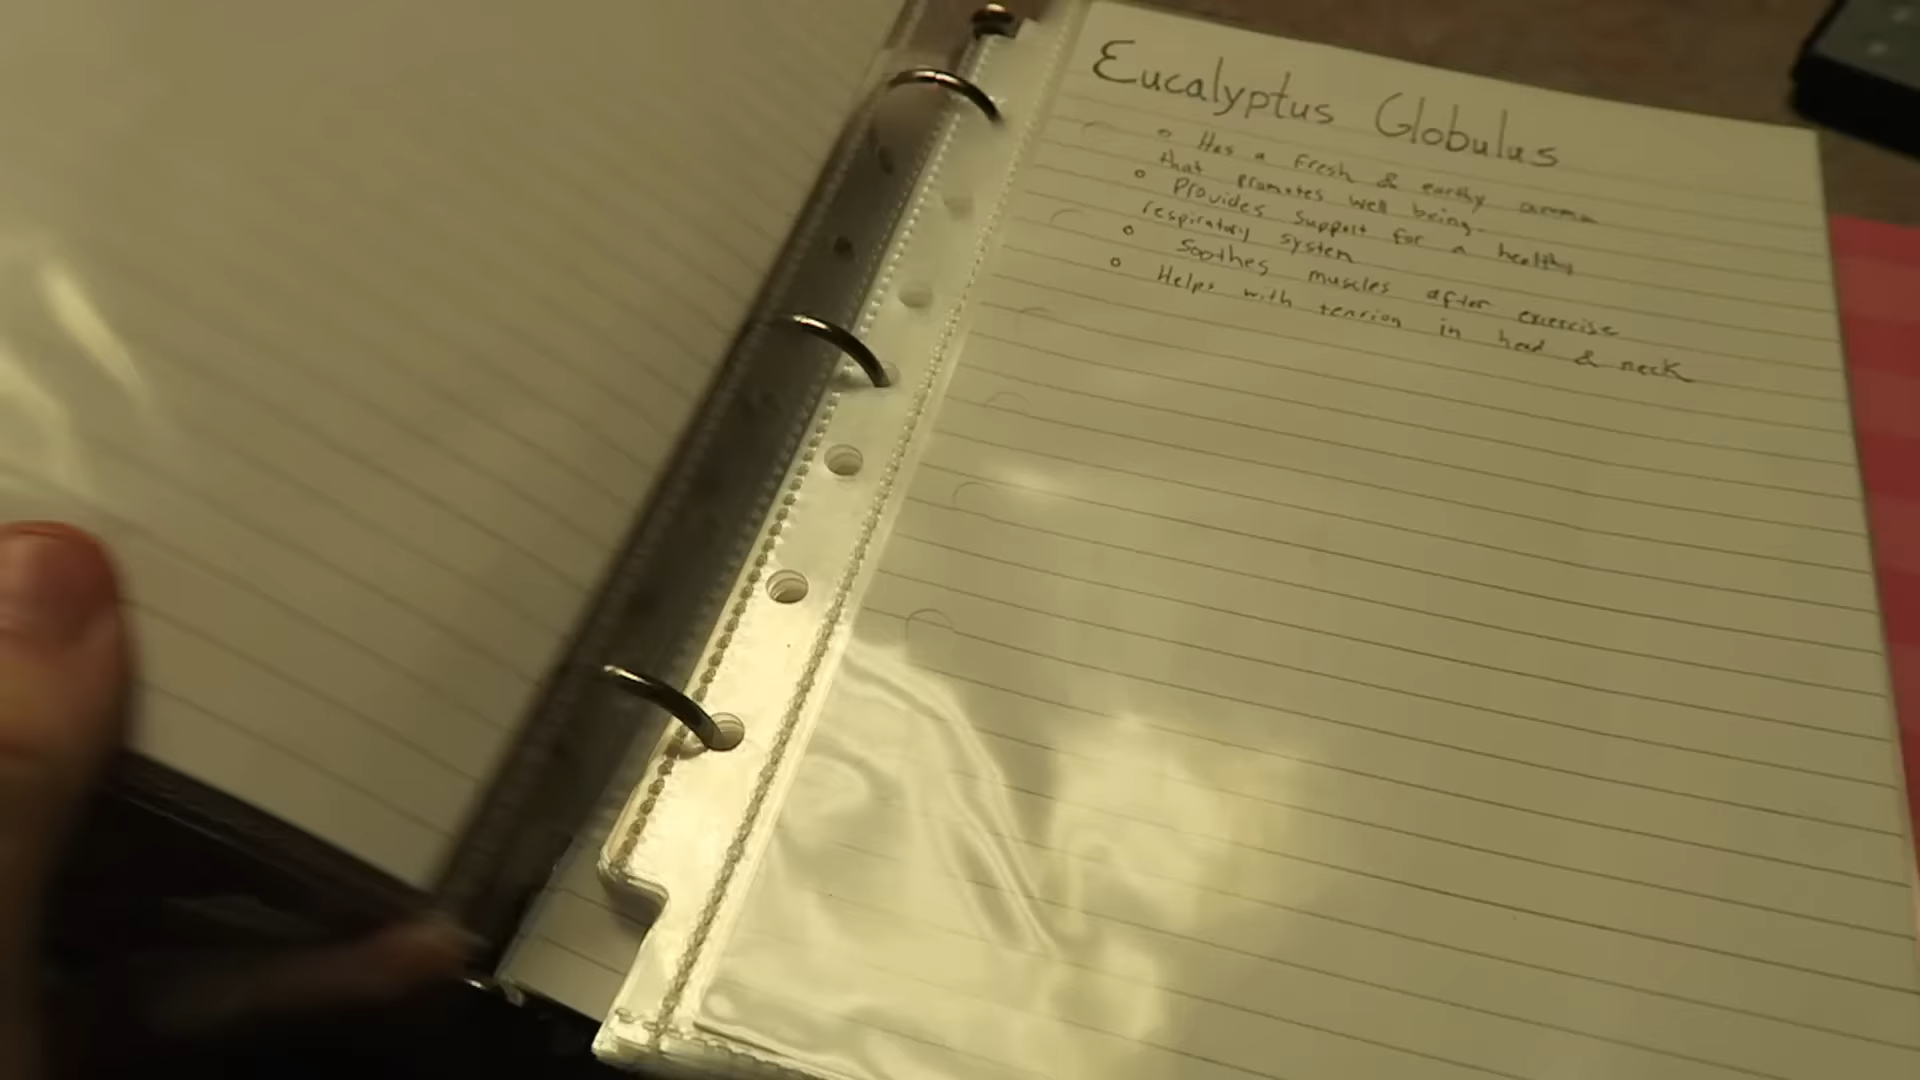 Eucalyptus Globulus
◦ Has a fresh & earthy aroma
that promotes well being.
◦ Provides support for a healthy
respiratory system
◦ Soothes muscles after excercise
◦ Helps with tension in head & neck